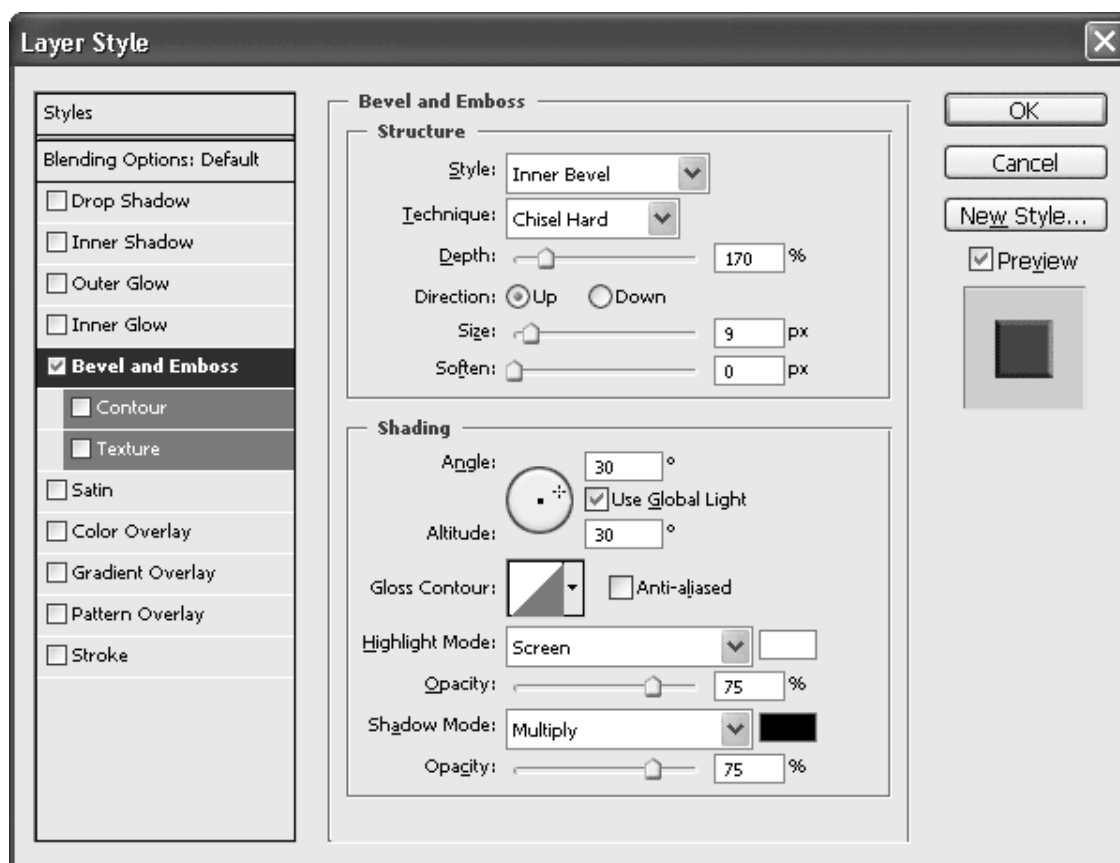 Layer Style
Styles
Blending Options: Default
Drop Shadow
Inner Shadow
Outer Glow
Inner Glow
Bevel and Emboss
Contour
Texture
Satin
Color Overlay
Gradient Overlay
Pattern Overlay
Stroke
Bevel and Emboss
Structure
Style: Inner Bevel
Technique: Chisel Hard
Depth: 170 %
Direction: Up Down
Size: 9 px
Soften: 0 px
Shading
Angle: 30 °
Use Global Light
Altitude: 30 °
Gloss Contour: Anti-aliased
Highlight Mode: Screen
Opacity: 75 %
Shadow Mode: Multiply
Opacity: 75 %
OK
Cancel
New Style...
Preview